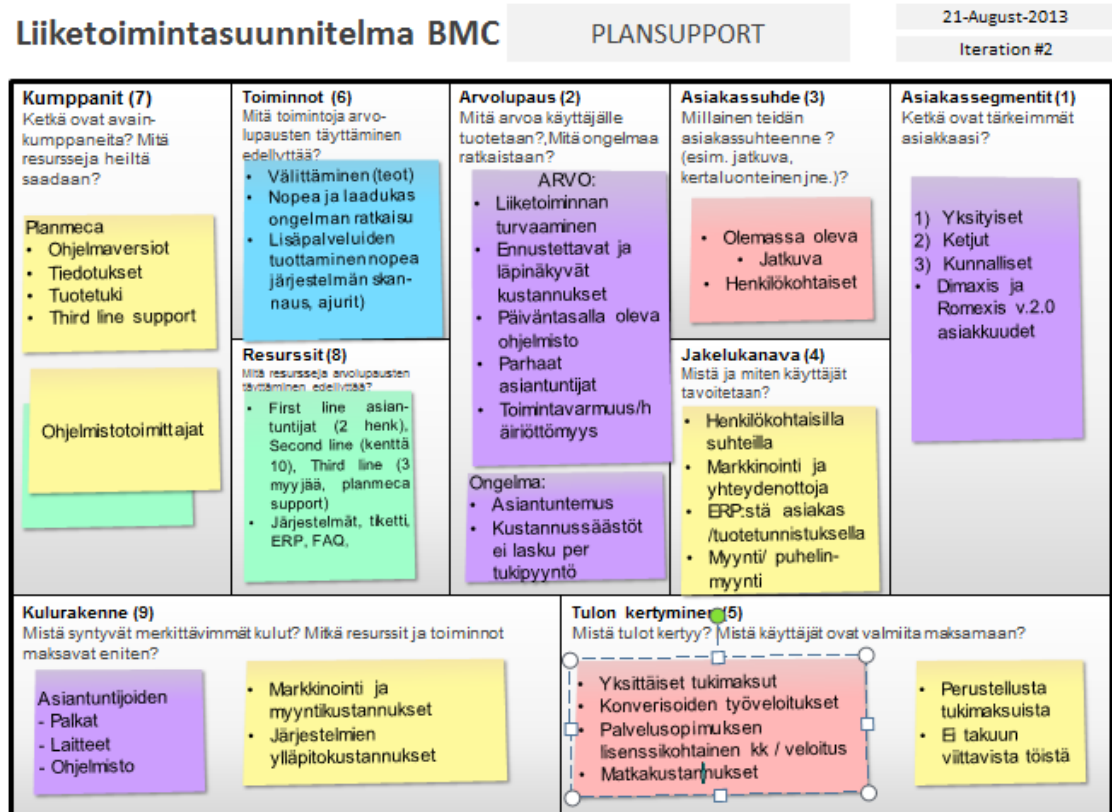 Liiketoimintasuunnitelma BMC
PLANSUPPORT
21-August-2013
Iteration #2
Kumppanit (7)
Ketkä ovat avain-
kumppaneita? Mitä
resursseja heiltä
saadaan?
Planmeca
• Ohjelmaversiot
• Tiedotukset
• Tuotetuki
• Third line support
Ohjelmistotoimittajat
Toiminnot (6)
Mitä toimintoja arvo-
lupausten täyttäminen
edellyttää?
• Välittäminen (teot)
• Nopea ja laadukas
ongelman ratkaisu
• Lisäpalveluiden
tuottaminen nopea
järjestelmän skan-
naus, ajurit)
Resurssit (8)
Mitä resursseja arvolupausten
täyttäminen edellyttää?
• First line asian-
tuntijat (2 henk),
Second line (kenttä
10), Third line (3
myyjää, planmeca
support)
• Järjestelmät, tiketti,
ERP, FAQ,
Arvolupaus (2)
Mitä arvoa käyttäjälle
tuotetaan?,Mitä ongelmaa
ratkaistaan?
ARVO:
• Liiketoiminnan
turvaaminen
• Ennustettavat ja
läpinäkyvät
kustannukset
• Päiväntasalla oleva
ohjelmisto
• Parhaat
asiantuntijat
• Toimintavarmuus/h
äiriöttömyys
Ongelma:
• Asiantuntemus
• Kustannussäästöt
ei lasku per
tukipyyntö
Asiakassuhde (3)
Millainen teidän
asiakassuhteenne ?
(esim. jatkuva,
kertaluonteinen jne.)?
• Olemassa oleva
• Jatkuva
• Henkilökohtaiset
Jakelukanava (4)
Mistä ja miten käyttäjät
tavoitetaan?
• Henkilökohtaisilla
suhteilla
• Markkinointi ja
yhteydenottoja
• ERP:stä asiakas
/tuotetunnistuksella
• Myynti/ puhelin-
myynti
Asiakassegmentit (1)
Ketkä ovat tärkeimmät
asiakkaasi?
1) Yksityiset
2) Ketjut
3) Kunnalliset
• Dimaxis ja
Romexis v.2.0
asiakkuudet
Kulurakenne (9)
Mistä syntyvät merkittävimmät kulut? Mitkä resurssit ja toiminnot
maksavat eniten?
Asiantuntijoiden
- Palkat
- Laitteet
- Ohjelmisto
• Markkinointi ja
myyntikustannukset
• Järjestelmien
ylläpitokustannukset
Tulon kertyminen (5)
Mistä tulot kertyy? Mistä käyttäjät ovat valmiita maksamaan?
• Yksittäiset tukimaksut
• Konverisoiden työveloitukset
• Palvelusopimuksen
lisenssikohtainen kk / veloitus
• Matkakustannukset
• Perustellusta
tukimaksuista
• Ei takuun
viittavista töistä